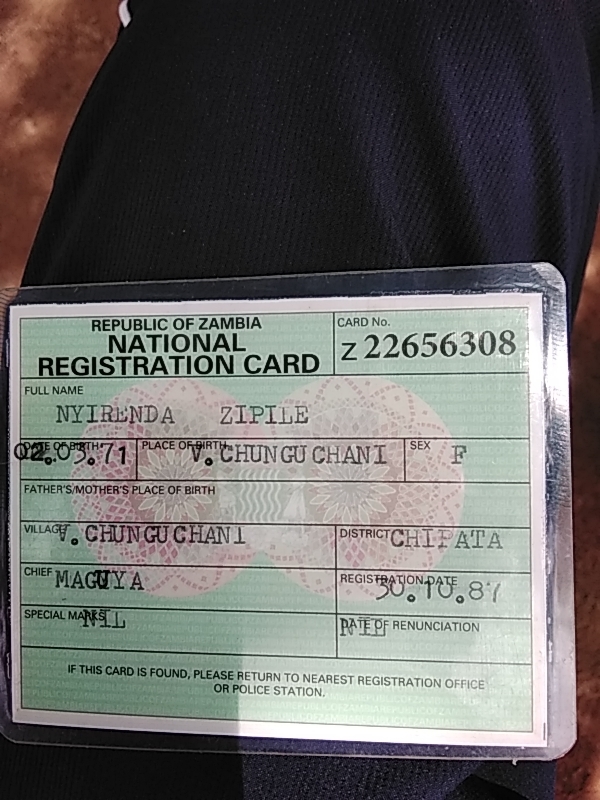 REPUBLIC OF ZAMBIA
NATIONAL
REGISTRATION CARD
CARD No.
Z 22656308
FULL NAME
NYIRENDA ZIPILE
DATE OF BIRTH PLACE OF BIRTH SEX
02.03.71 V. CHUNGUCHANI F
FATHER'S/MOTHER'S PLACE OF BIRTH
VILLAGE V. CHUNGUCHANI
DISTRICT CHIPATA
CHIEF
REGISTRATION DATE
30.10.87
SPECIAL MARKS NIL
DATE OF RENUNCIATION
NIL
IF THIS CARD IS FOUND, PLEASE RETURN TO NEAREST REGISTRATION OFFICE
OR POLICE STATION.